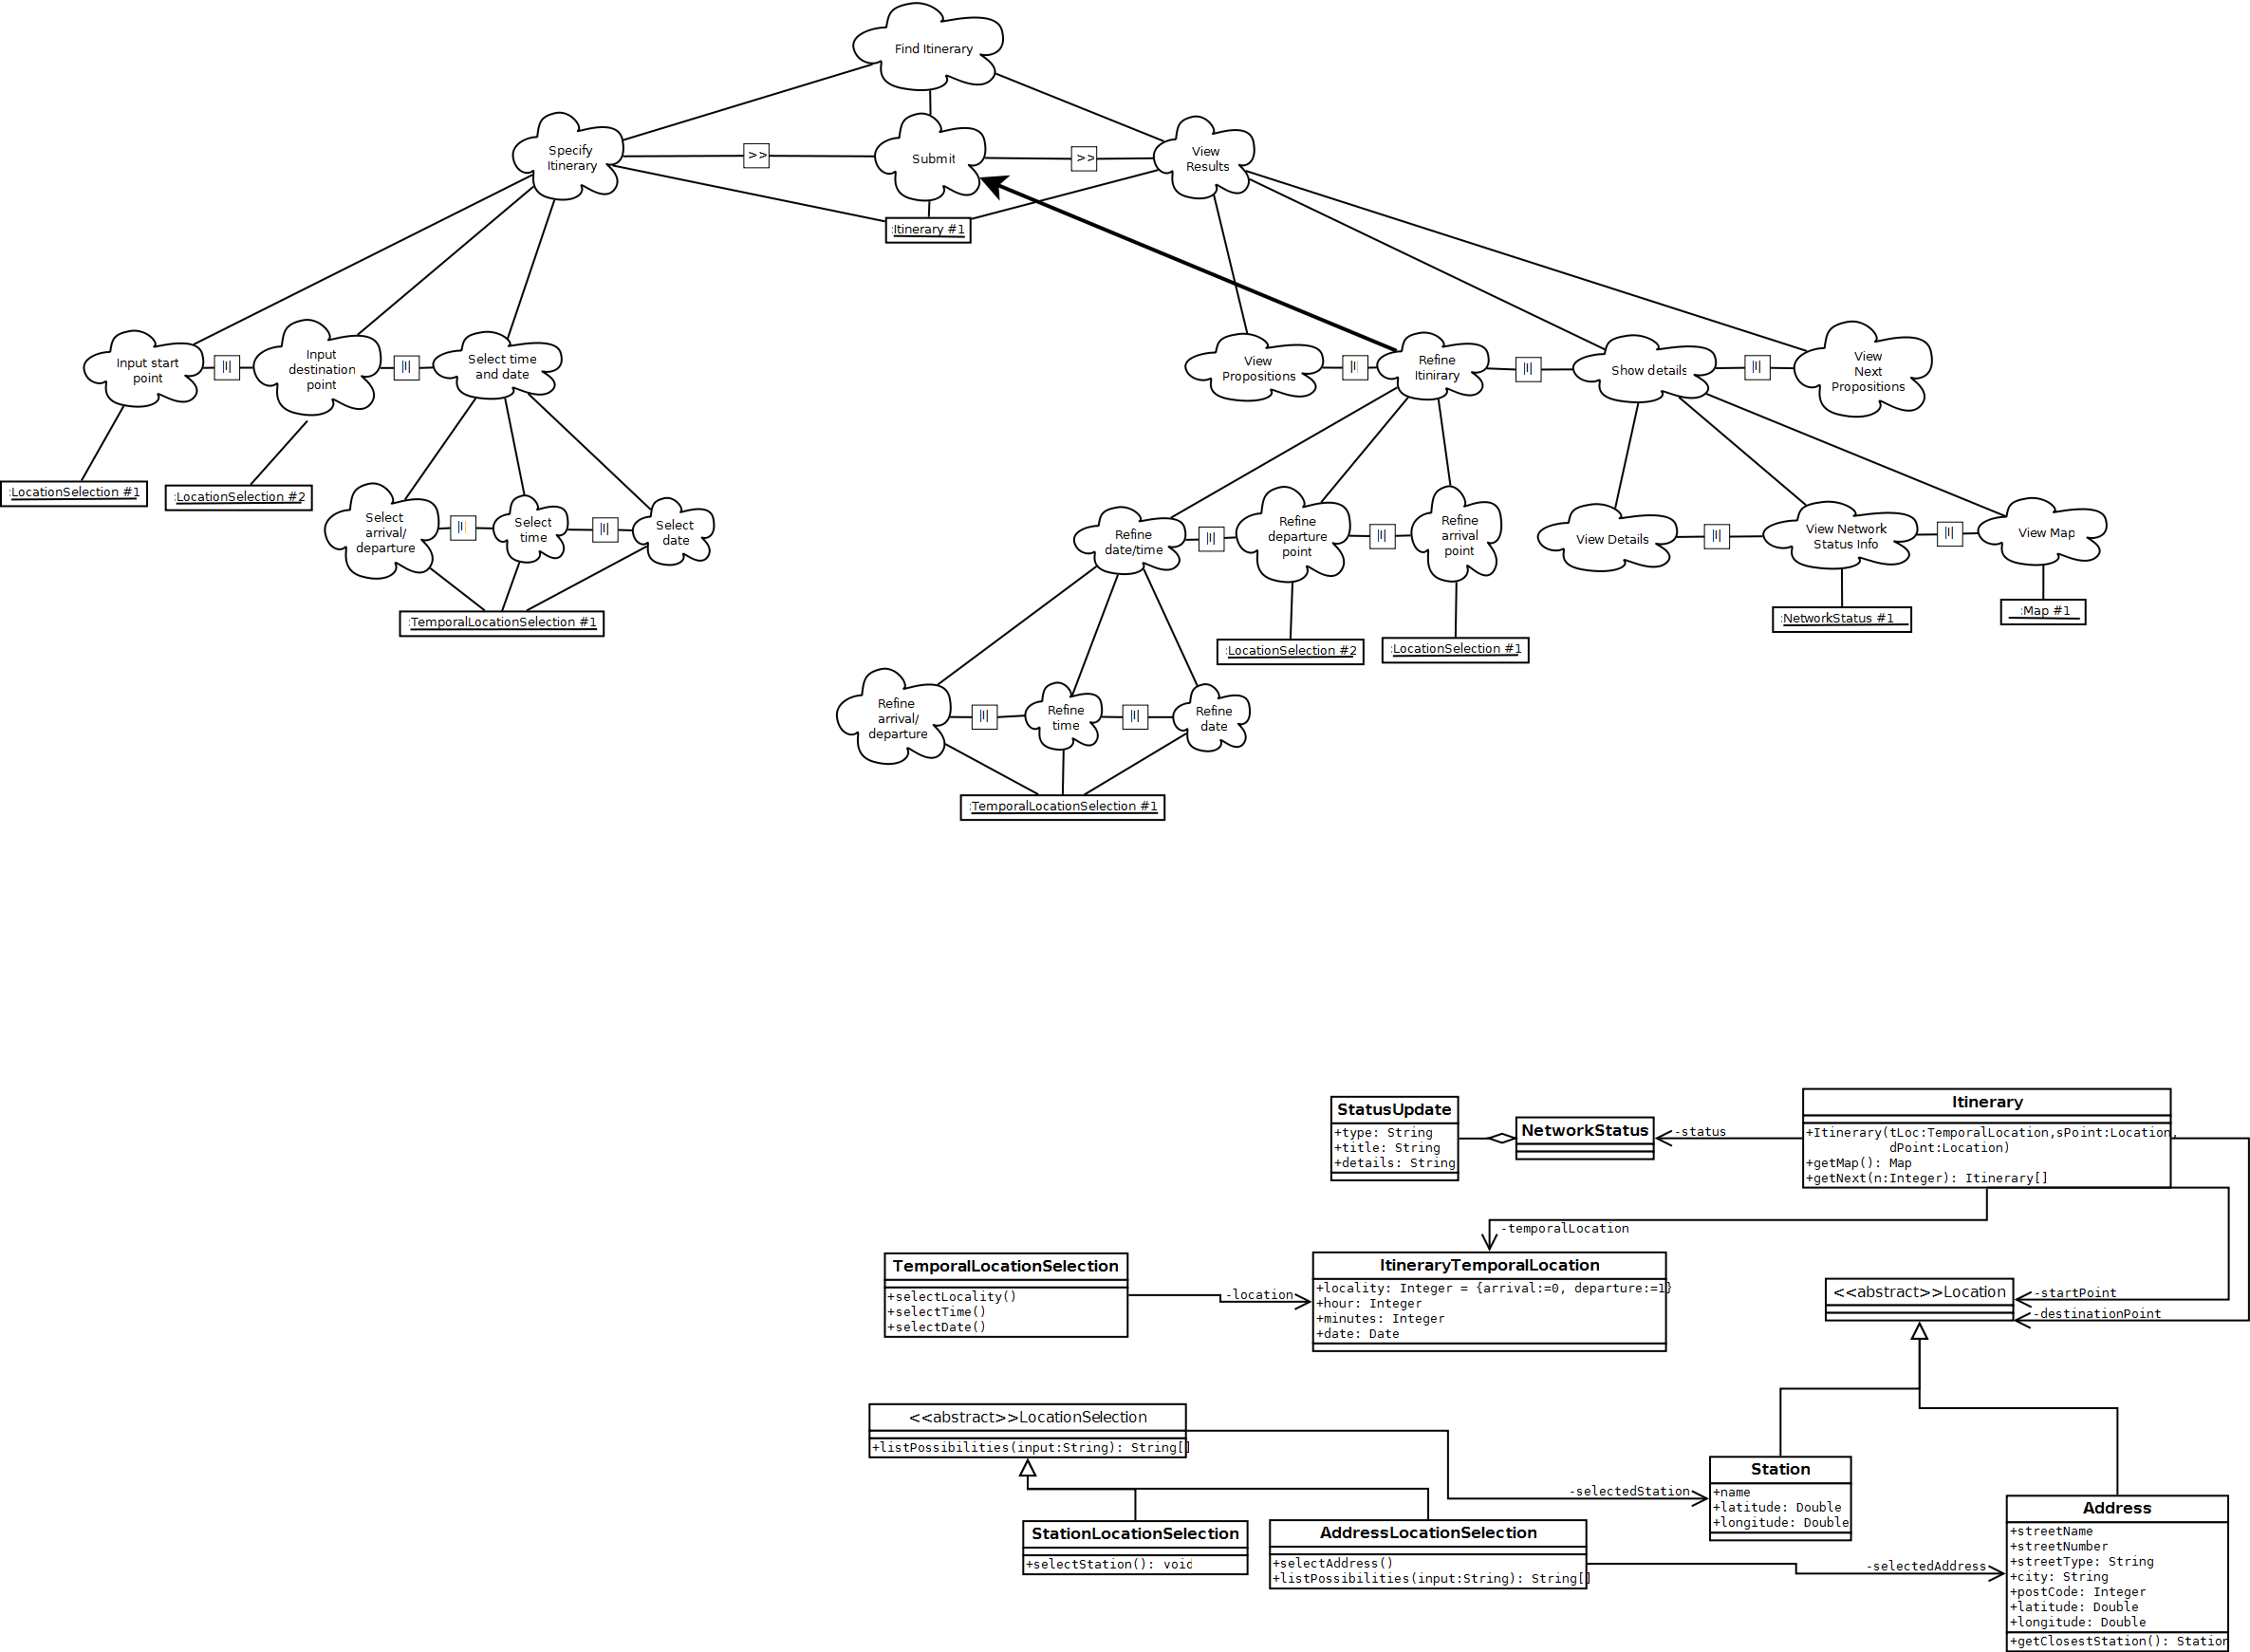 Find Itinerary
Specify
Itinerary
>>
Submit
>>
View
Results
:Itinerary #1
Input start
point
|I|
Input
destination
point
|I|
Select time
and date
View
Propositions
|I|
Refine
Itinirary
|I|
Show details
|I|
View
Next
Propositions
:LocationSelection #1
:LocationSelection #2
Select
arrival/
departure
|I|
Select
time
|I|
Select
date
:TemporalLocationSelection #1
Refine
date/time
|I|
Refine
departure
point
|I|
Refine
arrival
point
View Details
|I|
View Network
Status Info
|I|
View Map
:LocationSelection #2
:LocationSelection #1
:NetworkStatus #1
:Map #1
Refine
arrival/
departure
|I|
Refine
time
|I|
Refine
date
:TemporalLocationSelection #1
StatusUpdate
+type: String
+title: String
+details: String
NetworkStatus
-status
Itinerary
+Itinerary(tLoc:TemporalLocation,sPoint:Location,
dPoint:Location)
+getMap(): Map
+getNext(n:Integer): Itinerary[]
-temporalLocation
TemporalLocationSelection
+selectLocality()
+selectTime()
+selectDate()
-location
ItineraryTemporalLocation
+locality: Integer = {arrival:=0, departure:=1}
+hour: Integer
+minutes: Integer
+date: Date
<<abstract>>Location
-startPoint
-destinationPoint
<<abstract>>LocationSelection
+listPossibilities(input:String): String[]
-selectedStation
Station
+name
+latitude: Double
+longitude: Double
StationLocationSelection
+selectStation(): void
AddressLocationSelection
+selectAddress()
+listPossibilities(input:String): String[]
-selectedAddress
Address
+streetName
+streetNumber
+streetType: String
+city: String
+postCode: Integer
+latitude: Double
+longitude: Double
+getClosestStation(): Station